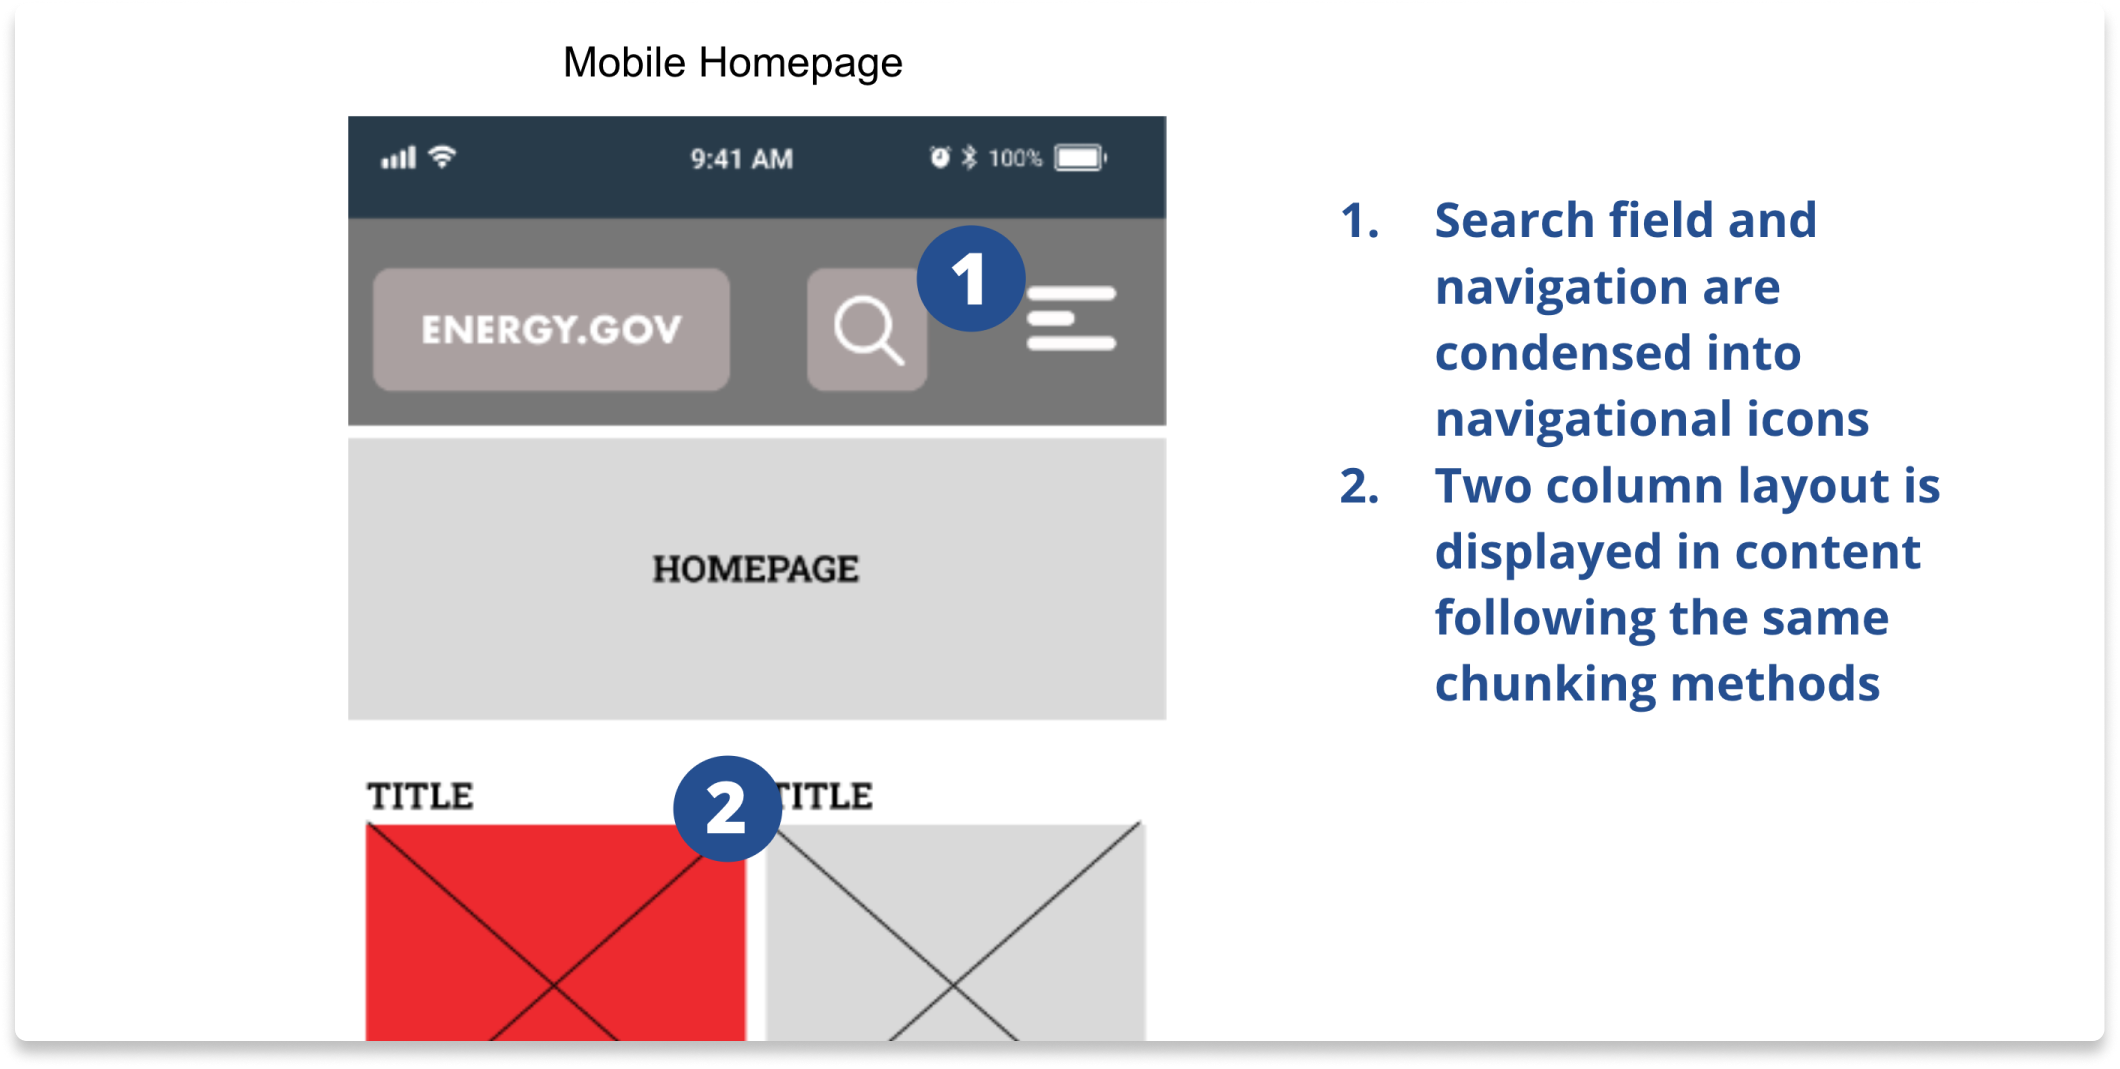 Mobile Homepage
9:41 AM
100%
ENERGY.GOV
1
HOMEPAGE
TITLE
2
TITLE
1. Search field and
navigation are
condensed into
navigational icons
2. Two column layout is
displayed in content
following the same
chunking methods